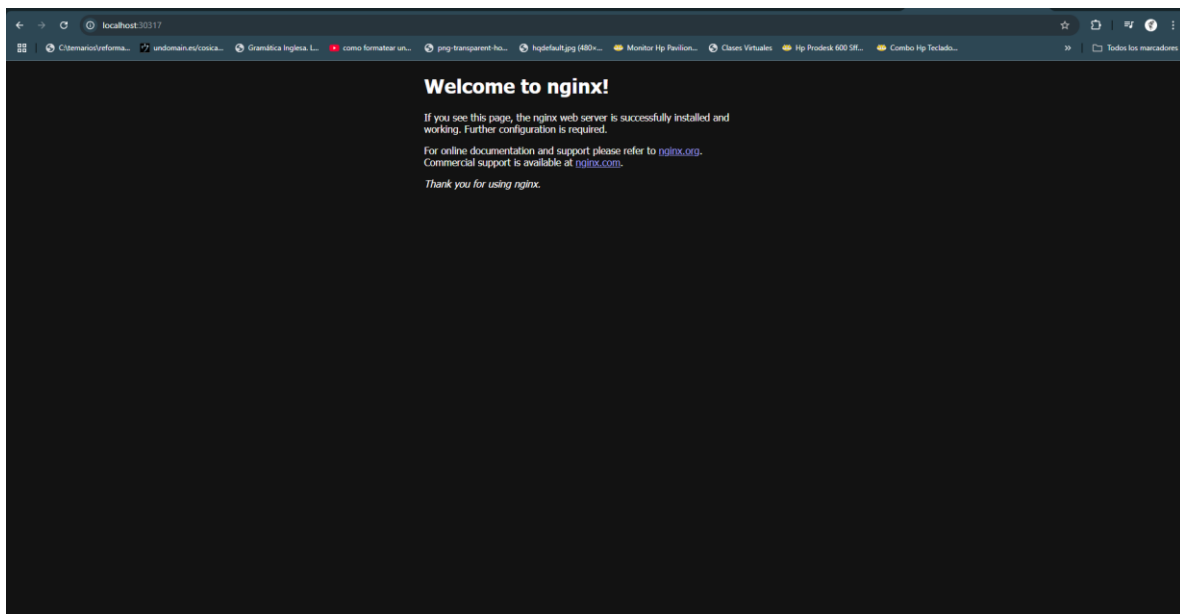 localhost:30317
C:\temarios\reforma... undomain.es/cosica... Gramática Inglesa. L... como formatear un... png-transparent-ho... hqdefault.jpg (480×... Monitor Hp Pavilion... Clases Virtuales Hp Prodesk 600 Sff... Combo Hp Teclado... » Todos los marcadores
Welcome to nginx!
If you see this page, the nginx web server is successfully installed and
working. Further configuration is required.
For online documentation and support please refer to nginx.org.
Commercial support is available at nginx.com.
Thank you for using nginx.